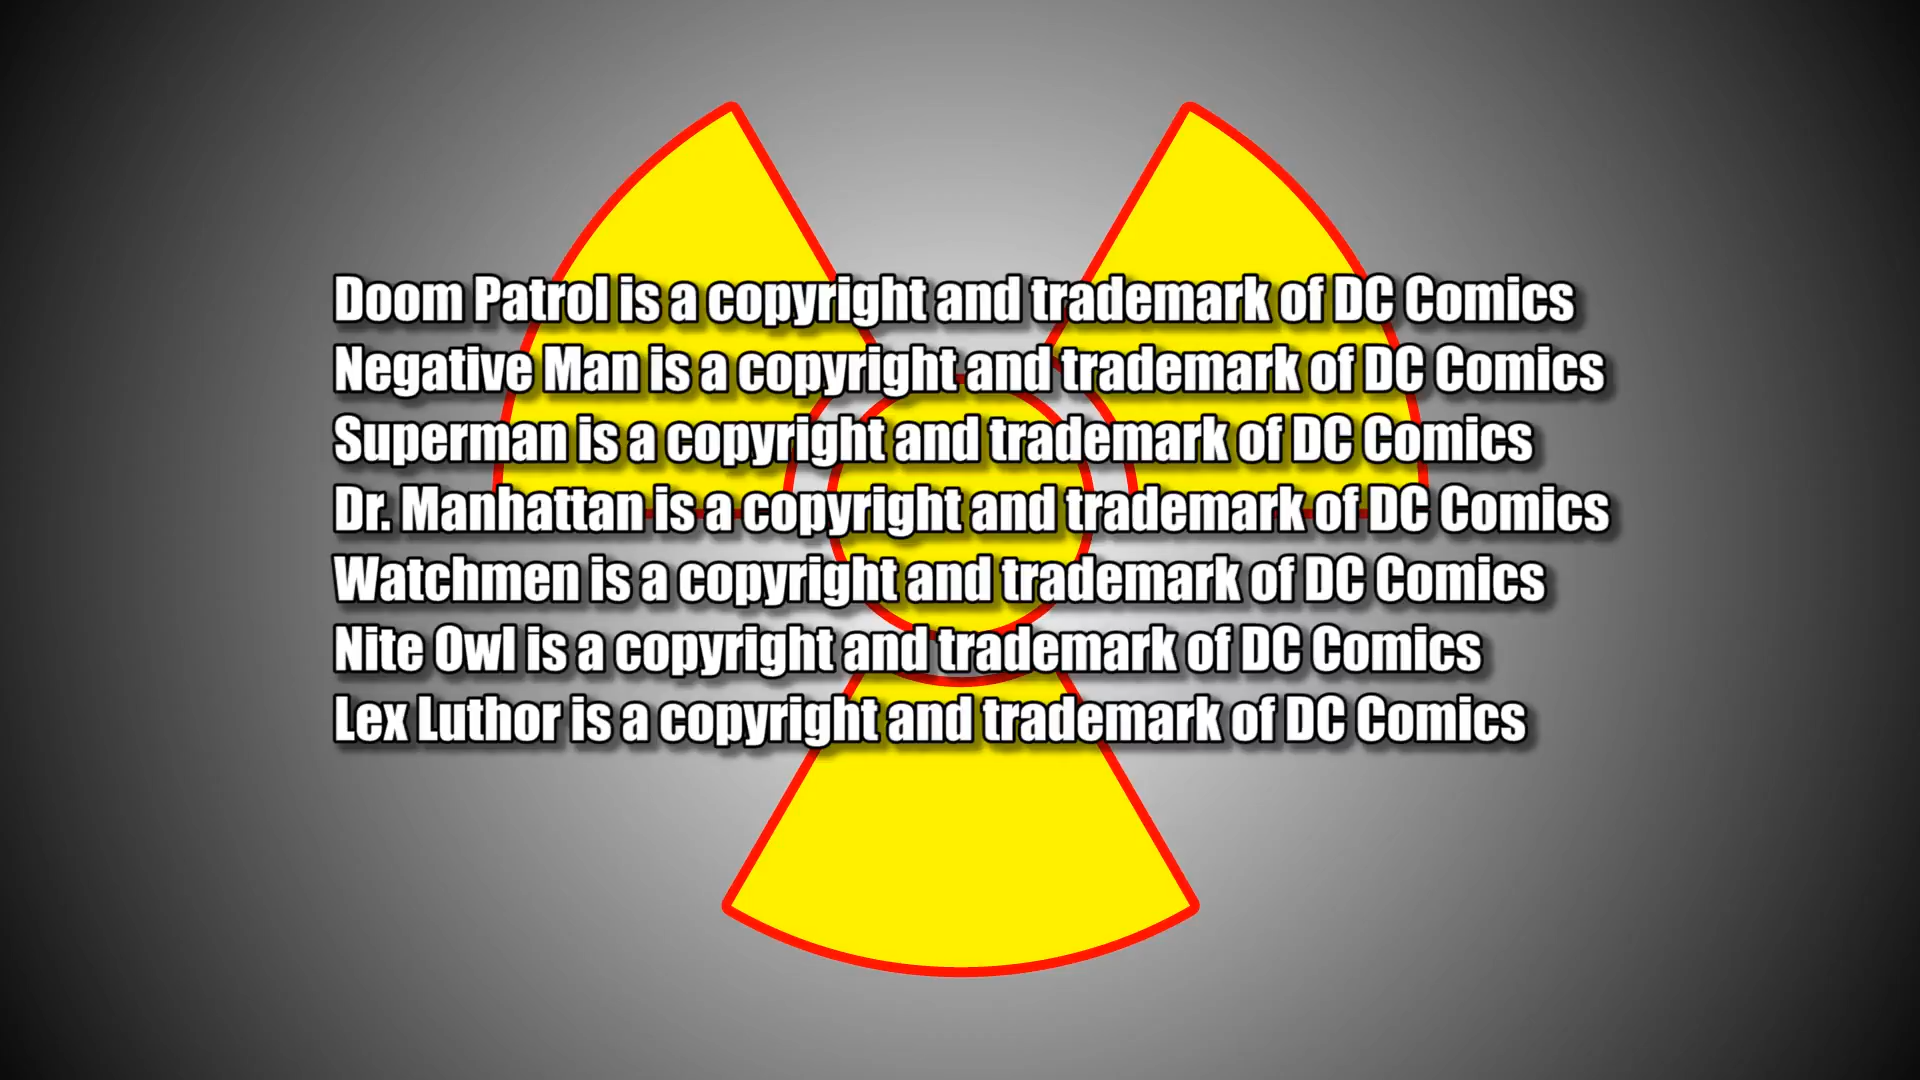 Doom Patrol is a copyright and trademark of DC Comics
Negative Man is a copyright and trademark of DC Comics
Superman is a copyright and trademark of DC Comics
Dr. Manhattan is a copyright and trademark of DC Comics
Watchmen is a copyright and trademark of DC Comics
Nite Owl is a copyright and trademark of DC Comics
Lex Luthor is a copyright and trademark of DC Comics